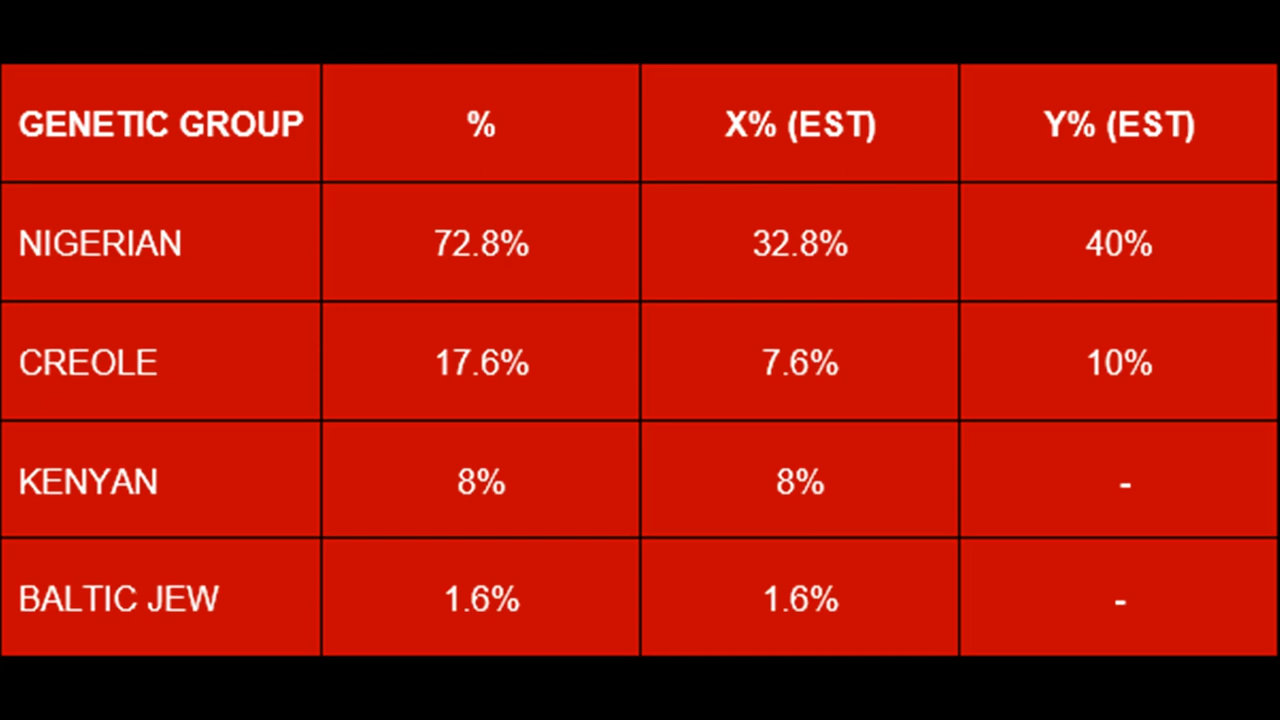 GENETIC GROUP % X% (EST) Y% (EST)
NIGERIAN 72.8% 32.8% 40%
CREOLE 17.6% 7.6% 10%
KENYAN 8% 8% -
BALTIC JEW 1.6% 1.6% -